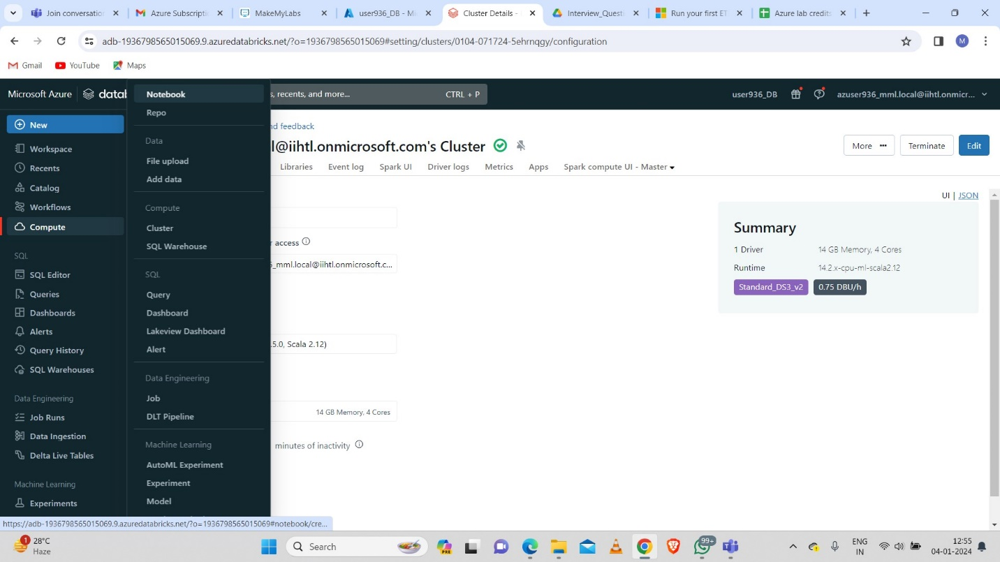 Join conversation
Azure Subscripti
MakeMyLabs
user936_DB - Mi
Cluster Details -
Interview_Quest
Run your first ET
Azure lab credits
adb-1936798565015069.9.azuredatabricks.net/?o=1936798565015069#setting/clusters/0104-071724-5ehrnqgy/configuration
M
Gmail
YouTube
Maps
Microsoft Azure
datab
s, recents, and more...
CTRL + P
user936_DB
azuser936_mml.local@iihtl.onmicr...
New
Workspace
Recents
Catalog
Workflows
Compute
SQL
SQL Editor
Queries
Dashboards
Alerts
Query History
SQL Warehouses
Data Engineering
Job Runs
Data Ingestion
Delta Live Tables
Machine Learning
Experiments
Notebook
Repo
Data
File upload
Add data
Compute
Cluster
SQL Warehouse
SQL
Query
Dashboard
Lakeview Dashboard
Alert
Data Engineering
Job
DLT Pipeline
Machine Learning
AutoML Experiment
Experiment
Model
nd feedback
l@iihtl.onmicrosoft.com's Cluster
More ...
Terminate
Edit
Libraries
Event log
Spark UI
Driver logs
Metrics
Apps
Spark compute UI - Master
UI | JSON
r access
6_mml.local@iihtl.onmicrosoft.c...
.5.0, Scala 2.12)
14 GB Memory, 4 Cores
minutes of inactivity
Summary
1 Driver 14 GB Memory, 4 Cores
Runtime 14.2.x-cpu-ml-scala2.12
Standard_DS3_v2 0.75 DBU/h
https://adb-1936798565015069.9.azuredatabricks.net/?o=1936798565015069#notebook/cre...
1
28°C
Haze
Search
PRE
99+
ENG
IN
12:55
04-01-2024